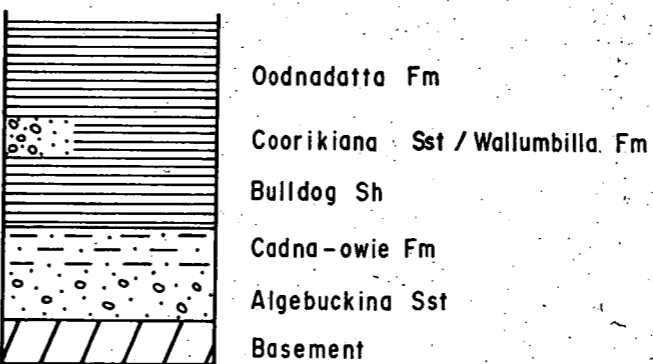 Oodnadatta Fm
Coorikiana Sst / Wallumbilla Fm
Bulldog Sh
Cadna-owie Fm
Algebuckina Sst
Basement